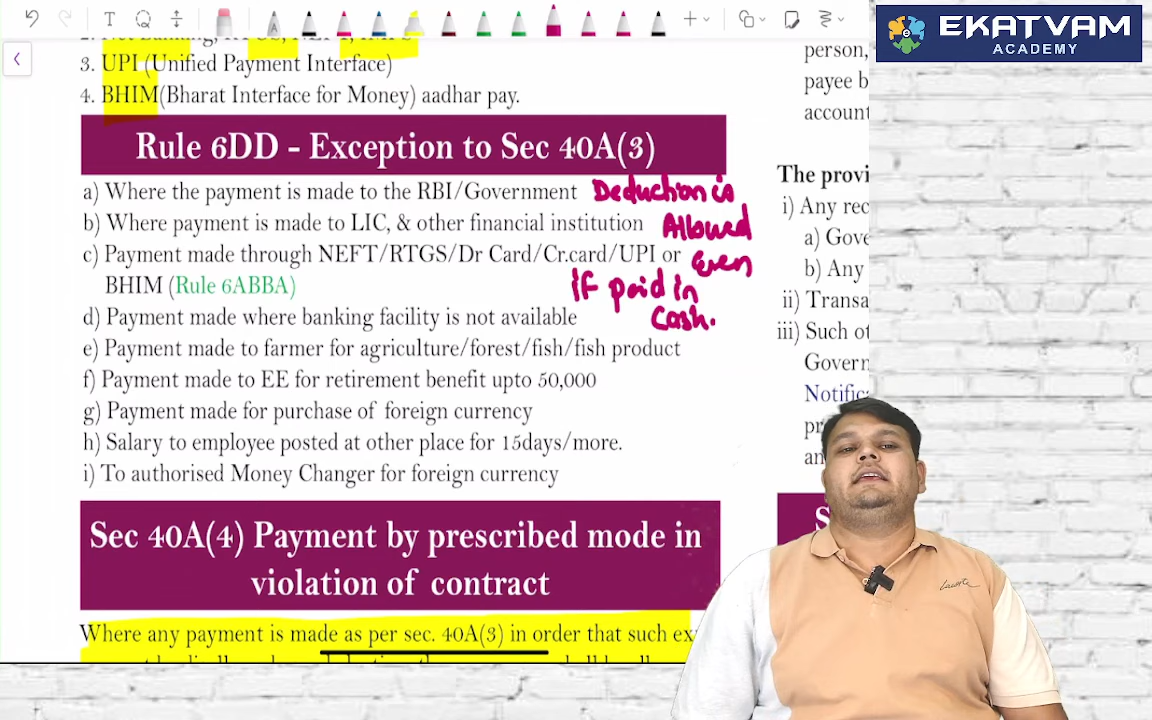 EKATVAM
ACADEMY
3. UPI (Unified Payment Interface)
4. BHIM(Bharat Interface for Money) aadhar pay.
Rule 6DD - Exception to Sec 40A(3)
a) Where the payment is made to the RBI/Government
b) Where payment is made to LIC, & other financial institution
c) Payment made through NEFT/RTGS/Dr Card/Cr.card/UPI or
BHIM (Rule 6ABBA)
d) Payment made where banking facility is not available
e) Payment made to farmer for agriculture/forest/fish/fish product
f) Payment made to EE for retirement benefit upto 50,000
g) Payment made for purchase of foreign currency
h) Salary to employee posted at other place for 15days/more.
i) To authorised Money Changer for foreign currency
Deduction is
Allowed
Even
if paid in
Cash.
Sec 40A(4) Payment by prescribed mode in
violation of contract
Where any payment is made as per sec. 40A(3) in order that such ex
person,
payee b
account
The provi
i) Any rec
a) Gove
b) Any
ii) Transa
iii) Such ot
Govern
Notific
pr
an
Lacoste